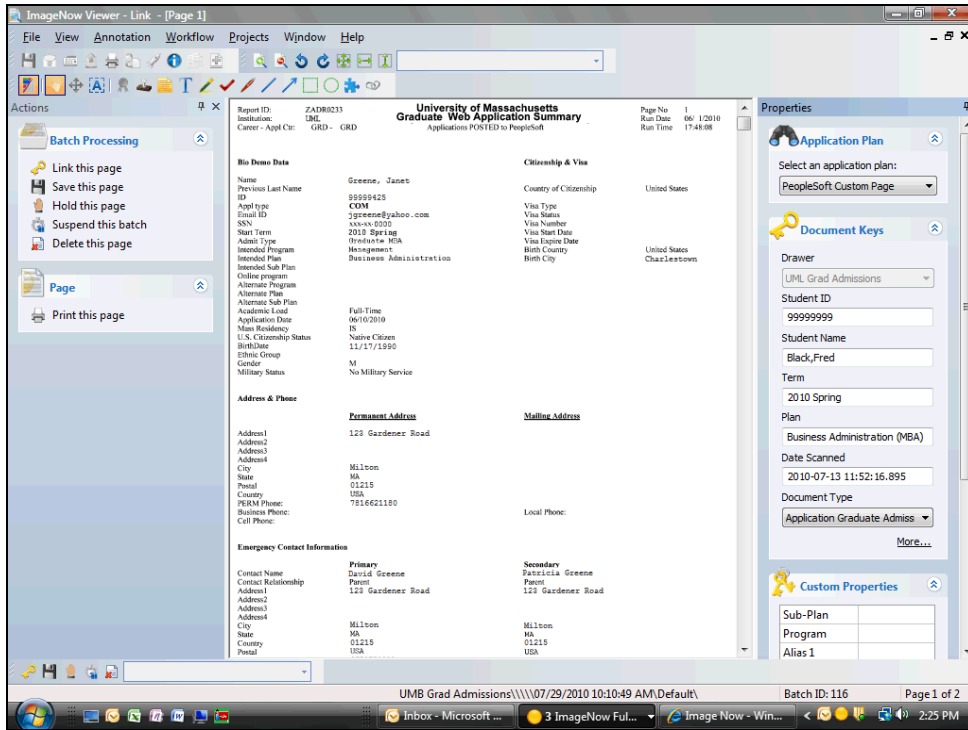 ImageNow Viewer - Link - [Page 1]
File View Annotation Workflow Projects Window Help
Actions
Batch Processing
Link this page
Save this page
Hold this page
Suspend this batch
Delete this page
Page
Print this page
Report ID: ZADR0233 University of Massachusetts Page No 1
Institution: UML Graduate Web Application Summary Run Date 06/ 1/2010
Career - Appl Ctr: GRD - GRD Applications POSTED to PeopleSoft Run Time 17:48:08
Bio Demo Data Citizenship & Visa
Name Greene, Janet
Previous Last Name Country of Citizenship United States
ID 99999425
Appl type COM Visa Type
Email ID jgreene@yahoo.com Visa Status
SSN xxx-xx-0000 Visa Number
Start Term 2010 Spring Visa Start Date
Admit Type Graduate MBA Visa Expire Date
Intended Program Management Birth Country United States
Intended Plan Business Administration Birth City Charlestown
Intended Sub Plan
Online program
Alternate Program
Alternate Plan
Alternate Sub Plan
Academic Load Full-Time
Application Date 06/10/2010
Mass Residency IS
U.S. Citizenship Status Native Citizen
BirthDate 11/17/1990
Ethnic Group
Gender M
Military Status No Military Service
Address & Phone
Permanent Address Mailing Address
Address1 123 Gardener Road
Address2
Address3
Address4
City Milton
State MA
Postal 01215
Country USA
PERM Phone: 7816621180
Business Phone: Local Phone:
Cell Phone:
Emergency Contact Information
Primary Secondary
Contact Name David Greene Patricia Greene
Contact Relationship Parent Parent
Address1 123 Gardener Road 123 Gardener Road
Address2
Address3
Address4
City Milton Milton
State MA MA
Country 01215 01215
Postal USA USA
Properties
Application Plan
Select an application plan:
PeopleSoft Custom Page
Document Keys
Drawer
UML Grad Admissions
Student ID
99999999
Student Name
Black,Fred
Term
2010 Spring
Plan
Business Administration (MBA)
Date Scanned
2010-07-13 11:52:16.895
Document Type
Application Graduate Admiss
More...
Custom Properties
Sub-Plan
Program
Alias 1
UMB Grad Admissions\\\\\07/29/2010 10:10:49 AM\Default\ Batch ID: 116 Page 1 of 2
Inbox - Microsoft ... 3 ImageNow Ful... Image Now - Win... 2:25 PM